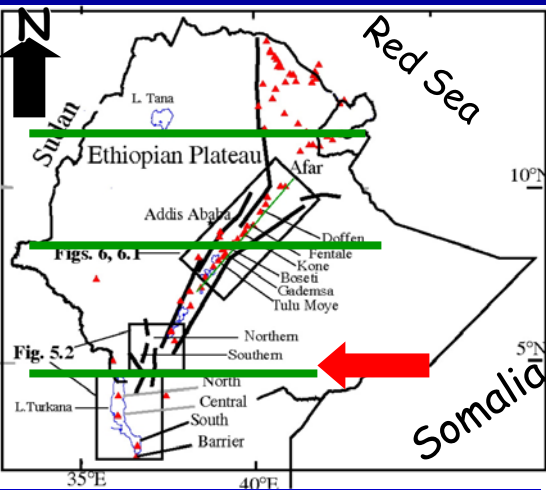 N
Red Sea
L. Tana
Sudan
Ethiopian Plateau
Afar
10°N
Addis Ababa
Doffen
Figs. 6, 6.1
Fentale
Kone
Boseti
Gademsa
Tulu Moye
Northern
Fig. 5.2
Southern
5°N
North
L.Turkana
Central
South
Barrier
Somalia
35°E
40°E